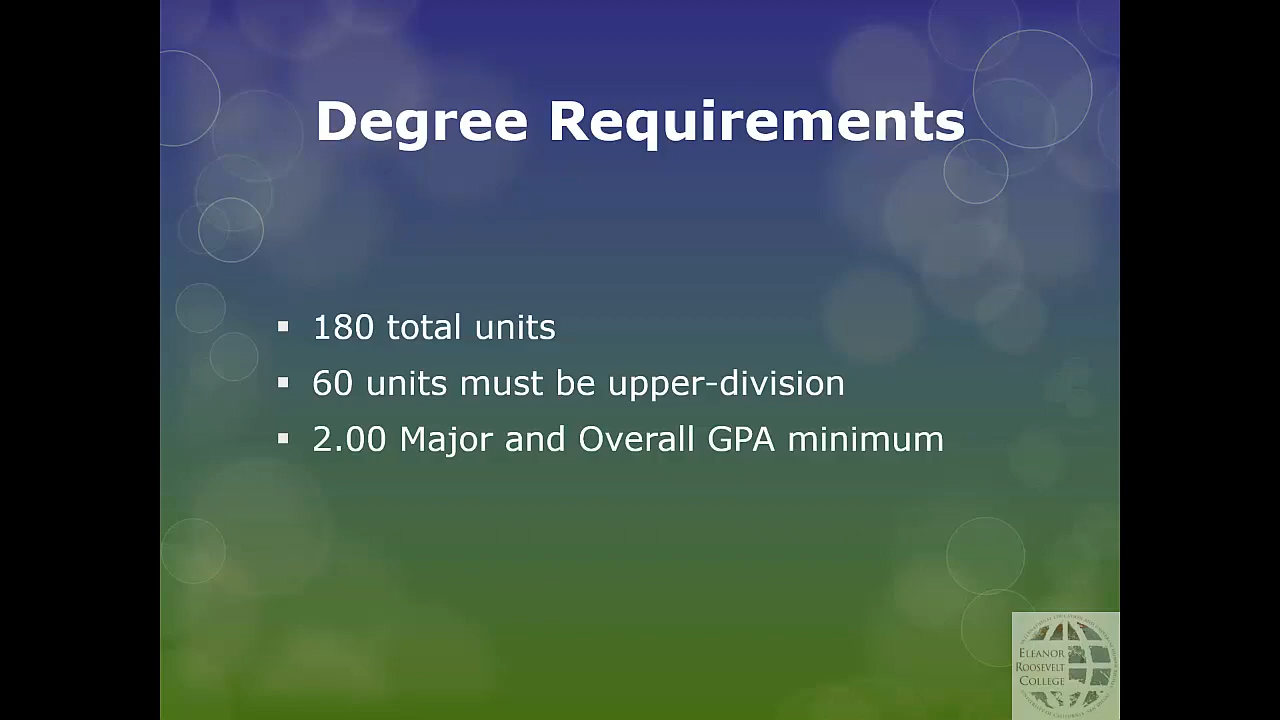 Degree Requirements
▪ 180 total units
▪ 60 units must be upper-division
▪ 2.00 Major and Overall GPA minimum
ELEANOR
ROOSEVELT
COLLEGE